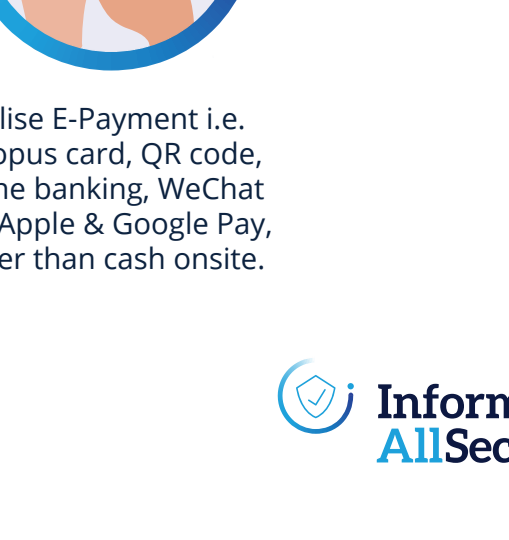 lise E-Payment i.e.
opus card, QR code,
ne banking, WeChat
Apple & Google Pay,
er than cash onsite.
Inform
AllSec